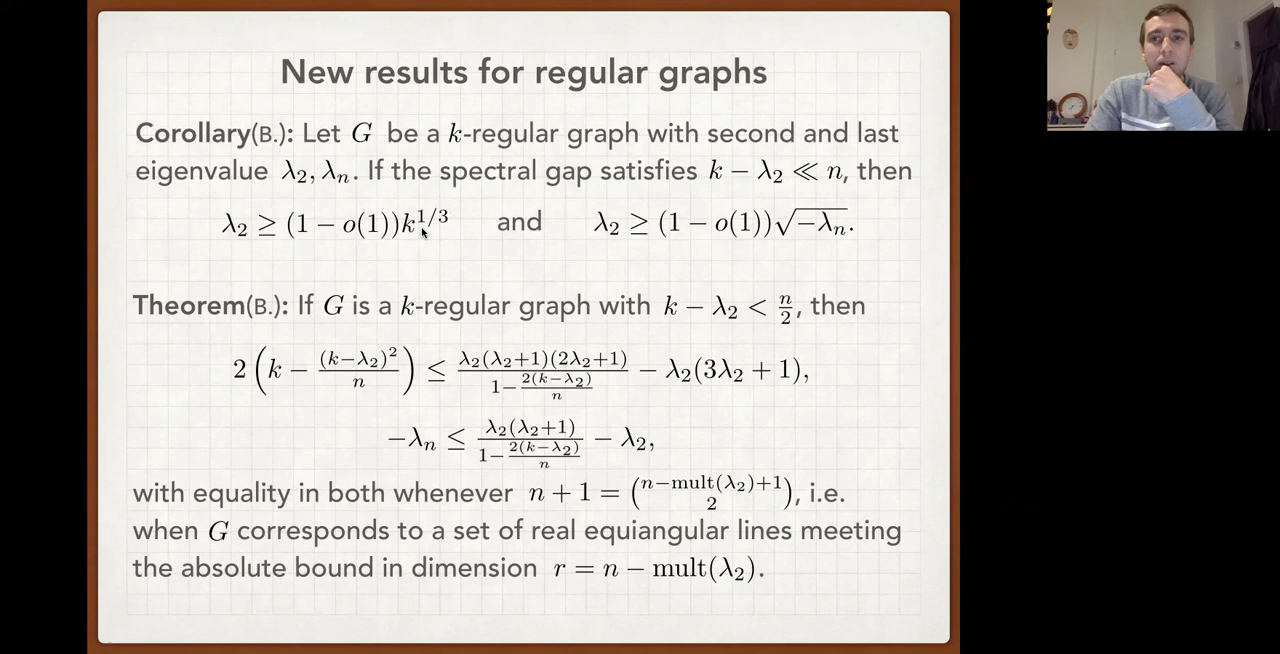 New results for regular graphs
Corollary(B.): Let G be a k-regular graph with second and last
eigenvalue λ₂, λₙ. If the spectral gap satisfies k − λ₂ ≪ n, then
λ₂ ≥ (1 − o(1))k^{1/3} and λ₂ ≥ (1 − o(1))√(−λₙ).
Theorem(B.): If G is a k-regular graph with k − λ₂ < n/2, then
2(k − (k−λ₂)²/n) ≤ λ₂(λ₂+1)(2λ₂+1)/(1 − 2(k−λ₂)/n) − λ₂(3λ₂ + 1),
−λₙ ≤ λ₂(λ₂+1)/(1 − 2(k−λ₂)/n) − λ₂,
with equality in both whenever n + 1 = (n−mult(λ₂)+1 2), i.e.
when G corresponds to a set of real equiangular lines meeting
the absolute bound in dimension r = n − mult(λ₂).